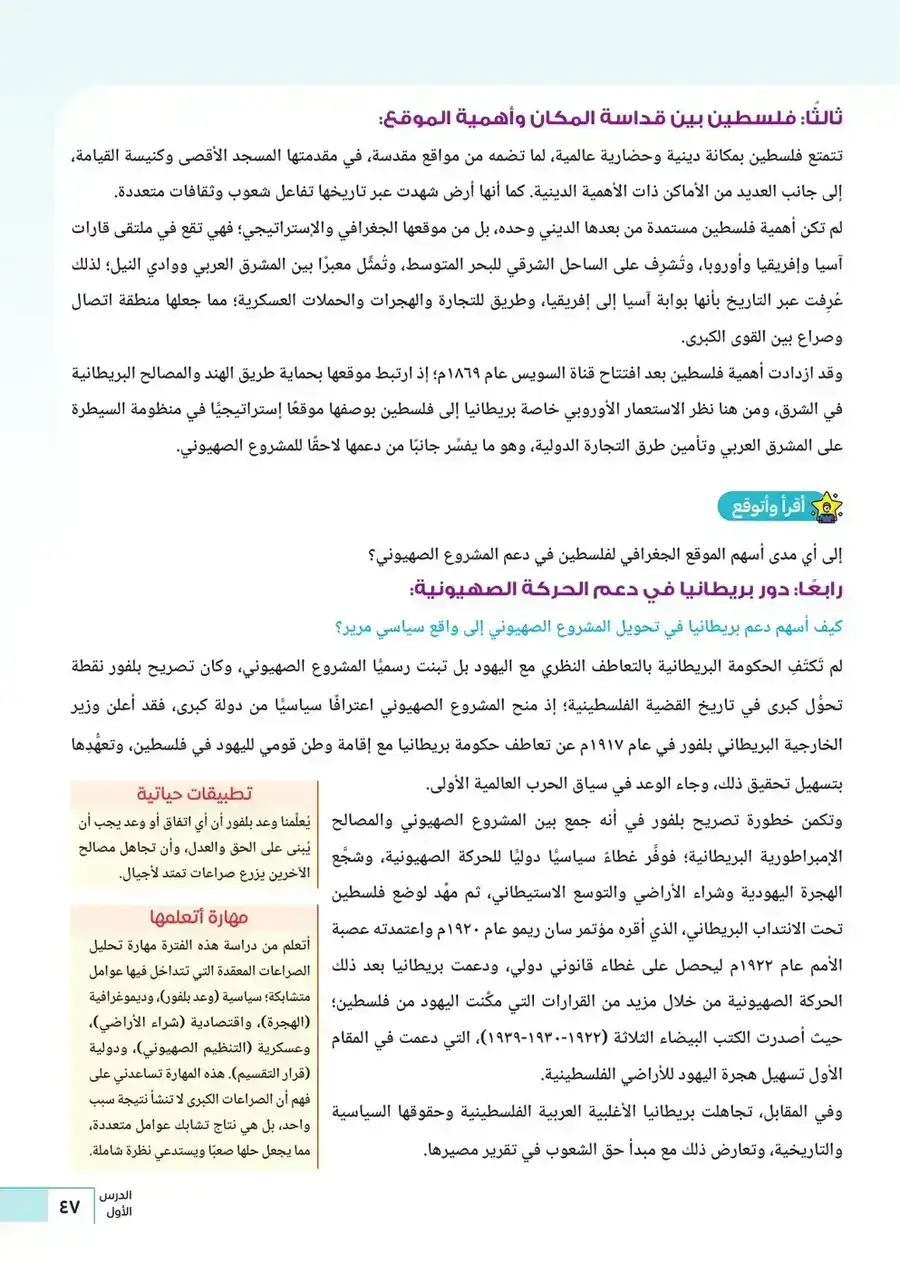 ثالثًا: فلسطين بين قداسة المكان وأهمية الموقع:
تتمتع فلسطين بمكانة دينية وحضارية عالمية، لما تضمه من مواقع مقدسة، في مقدمتها المسجد الأقصى وكنيسة القيامة،
إلى جانب العديد من الأماكن ذات الأهمية الدينية. كما أنها أرض شهدت عبر تاريخها تفاعل شعوب وثقافات متعددة.
لم تكن أهمية فلسطين مستمدة من بعدها الديني وحده، بل من موقعها الجغرافي والإستراتيجي؛ فهي تقع في ملتقى قارات
آسيا وإفريقيا وأوروبا، وتُشرِف على الساحل الشرقي للبحر المتوسط، وتُمثِّل معبرًا بين المشرق العربي ووادي النيل؛ لذلك
عُرِفت عبر التاريخ بأنها بوابة آسيا إلى إفريقيا، وطريق للتجارة والهجرات والحملات العسكرية؛ مما جعلها منطقة اتصال
وصراع بين القوى الكبرى.
وقد ازدادت أهمية فلسطين بعد افتتاح قناة السويس عام ١٨٦٩م؛ إذ ارتبط موقعها بحماية طريق الهند والمصالح البريطانية
في الشرق، ومن هنا نظر الاستعمار الأوروبي خاصة بريطانيا إلى فلسطين بوصفها موقعًا إستراتيجيًّا في منظومة السيطرة
على المشرق العربي وتأمين طرق التجارة الدولية، وهو ما يفسِّر جانبًا من دعمها لاحقًا للمشروع الصهيوني.
أقرأ وأتوقع
إلى أي مدى أسهم الموقع الجغرافي لفلسطين في دعم المشروع الصهيوني؟
رابعًا: دور بريطانيا في دعم الحركة الصهيونية:
كيف أسهم دعم بريطانيا في تحويل المشروع الصهيوني إلى واقع سياسي مرير؟
لم تَكتَفِ الحكومة البريطانية بالتعاطف النظري مع اليهود بل تبنت رسميًّا المشروع الصهيوني، وكان تصريح بلفور نقطة
تحوُّل كبرى في تاريخ القضية الفلسطينية؛ إذ منح المشروع الصهيوني اعترافًا سياسيًّا من دولة كبرى، فقد أعلن وزير
الخارجية البريطاني بلفور في عام ١٩١٧م عن تعاطف حكومة بريطانيا مع إقامة وطن قومي لليهود في فلسطين، وتعهُّدِها
بتسهيل تحقيق ذلك، وجاء الوعد في سياق الحرب العالمية الأولى.
وتكمن خطورة تصريح بلفور في أنه جمع بين المشروع الصهيوني والمصالح
الإمبراطورية البريطانية؛ فوفَّر غطاءً سياسيًّا دوليًّا للحركة الصهيونية، وشجَّع
الهجرة اليهودية وشراء الأراضي والتوسع الاستيطاني، ثم مهَّد لوضع فلسطين
تحت الانتداب البريطاني، الذي أقره مؤتمر سان ريمو عام ١٩٢٠م واعتمدته عصبة
الأمم عام ١٩٢٢م ليحصل على غطاء قانوني دولي، ودعمت بريطانيا بعد ذلك
الحركة الصهيونية من خلال مزيد من القرارات التي مكَّنت اليهود من فلسطين؛
حيث أصدرت الكتب البيضاء الثلاثة (١٩٢٢-١٩٣٠-١٩٣٩)، التي دعمت في المقام
الأول تسهيل هجرة اليهود للأراضي الفلسطينية.
وفي المقابل، تجاهلت بريطانيا الأغلبية العربية الفلسطينية وحقوقها السياسية
والتاريخية، وتعارض ذلك مع مبدأ حق الشعوب في تقرير مصيرها.
تطبيقات حياتية
يُعلِّمنا وعد بلفور أن أي اتفاق أو وعد يجب أن
يُبنى على الحق والعدل، وأن تجاهل مصالح
الآخرين يزرع صراعات تمتد لأجيال.
مهارة أتعلمها
أتعلم من دراسة هذه الفترة مهارة تحليل
الصراعات المعقدة التي تتداخل فيها عوامل
متشابكة؛ سياسية (وعد بلفور)، وديموغرافية
(الهجرة)، واقتصادية (شراء الأراضي)،
وعسكرية (التنظيم الصهيوني)، ودولية
(قرار التقسيم). هذه المهارة تساعدني على
فهم أن الصراعات الكبرى لا تنشأ نتيجة سبب
واحد، بل هي نتاج تشابك عوامل متعددة،
مما يجعل حلها صعبًا ويستدعي نظرة شاملة.
الدرس
الأول
٤٧